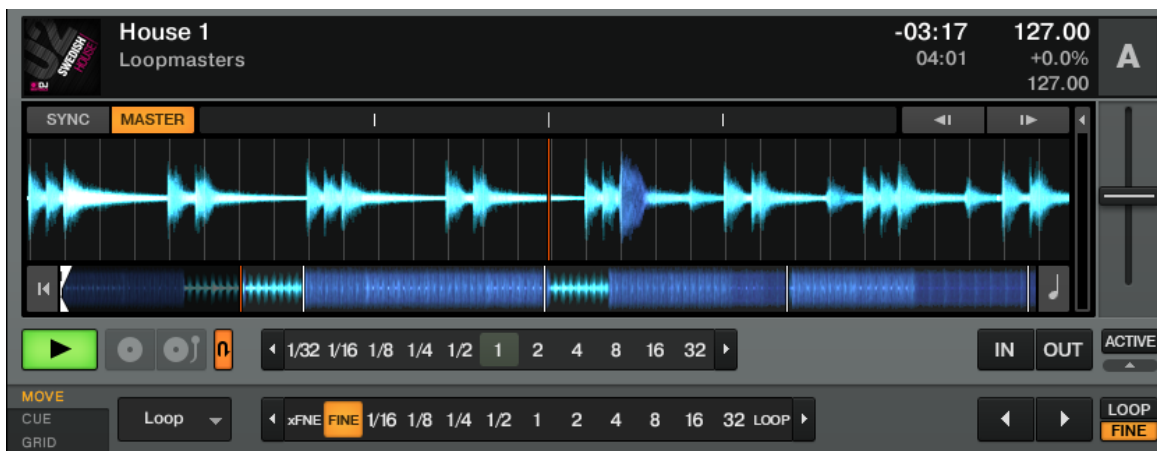 SWEDISH
HOUSE
DJ
House 1
Loopmasters
-03:17
04:01
127.00
+0.0%
127.00
A
SYNC MASTER
1/32 1/16 1/8 1/4 1/2 1 2 4 8 16 32
IN OUT
ACTIVE
MOVE
CUE
GRID
Loop
xFNE FINE 1/16 1/8 1/4 1/2 1 2 4 8 16 32 LOOP
LOOP
FINE